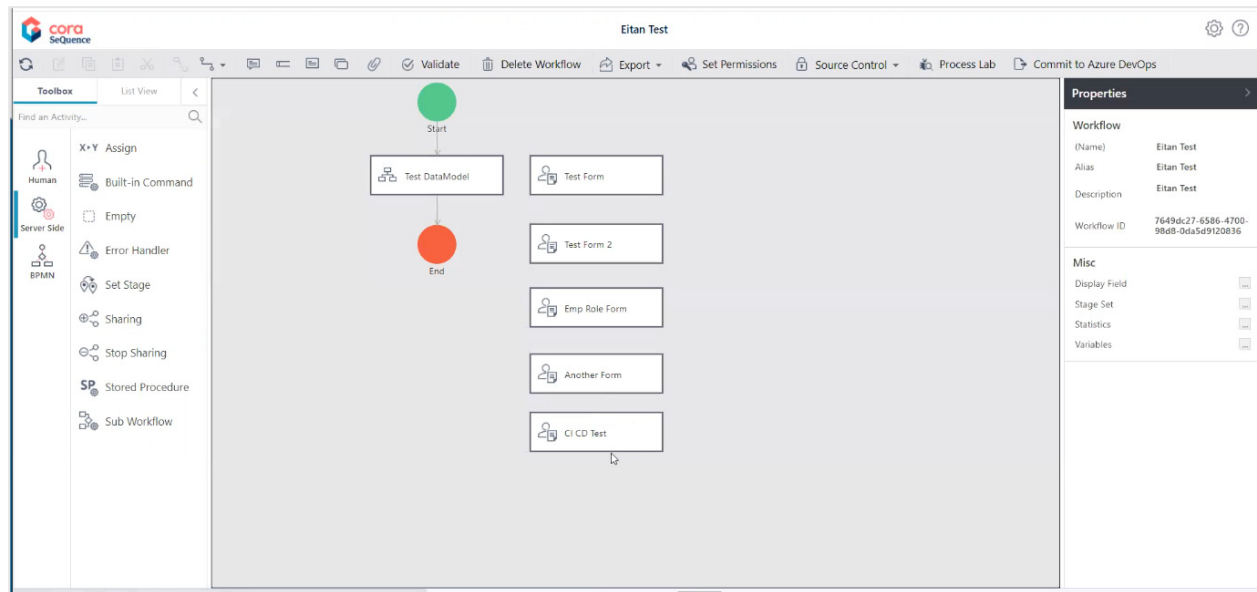 cora
SeQuence
Eitan Test
Validate
Delete Workflow
Export
Set Permissions
Source Control
Process Lab
Commit to Azure DevOps
Toolbox
List View
Find an Activity...
Human
Server Side
BPMN
X▸Y Assign
Built-in Command
Empty
Error Handler
Set Stage
Sharing
Stop Sharing
SP Stored Procedure
Sub Workflow
Start
Test DataModel
End
Test Form
Test Form 2
Emp Role Form
Another Form
CI CD Test
Properties
Workflow
(Name) Eitan Test
Alias Eitan Test
Description Eitan Test
Workflow ID 7649dc27-6586-4700-
98d8-0da5d9120836
Misc
Display Field ...
Stage Set ...
Statistics ...
Variables ...